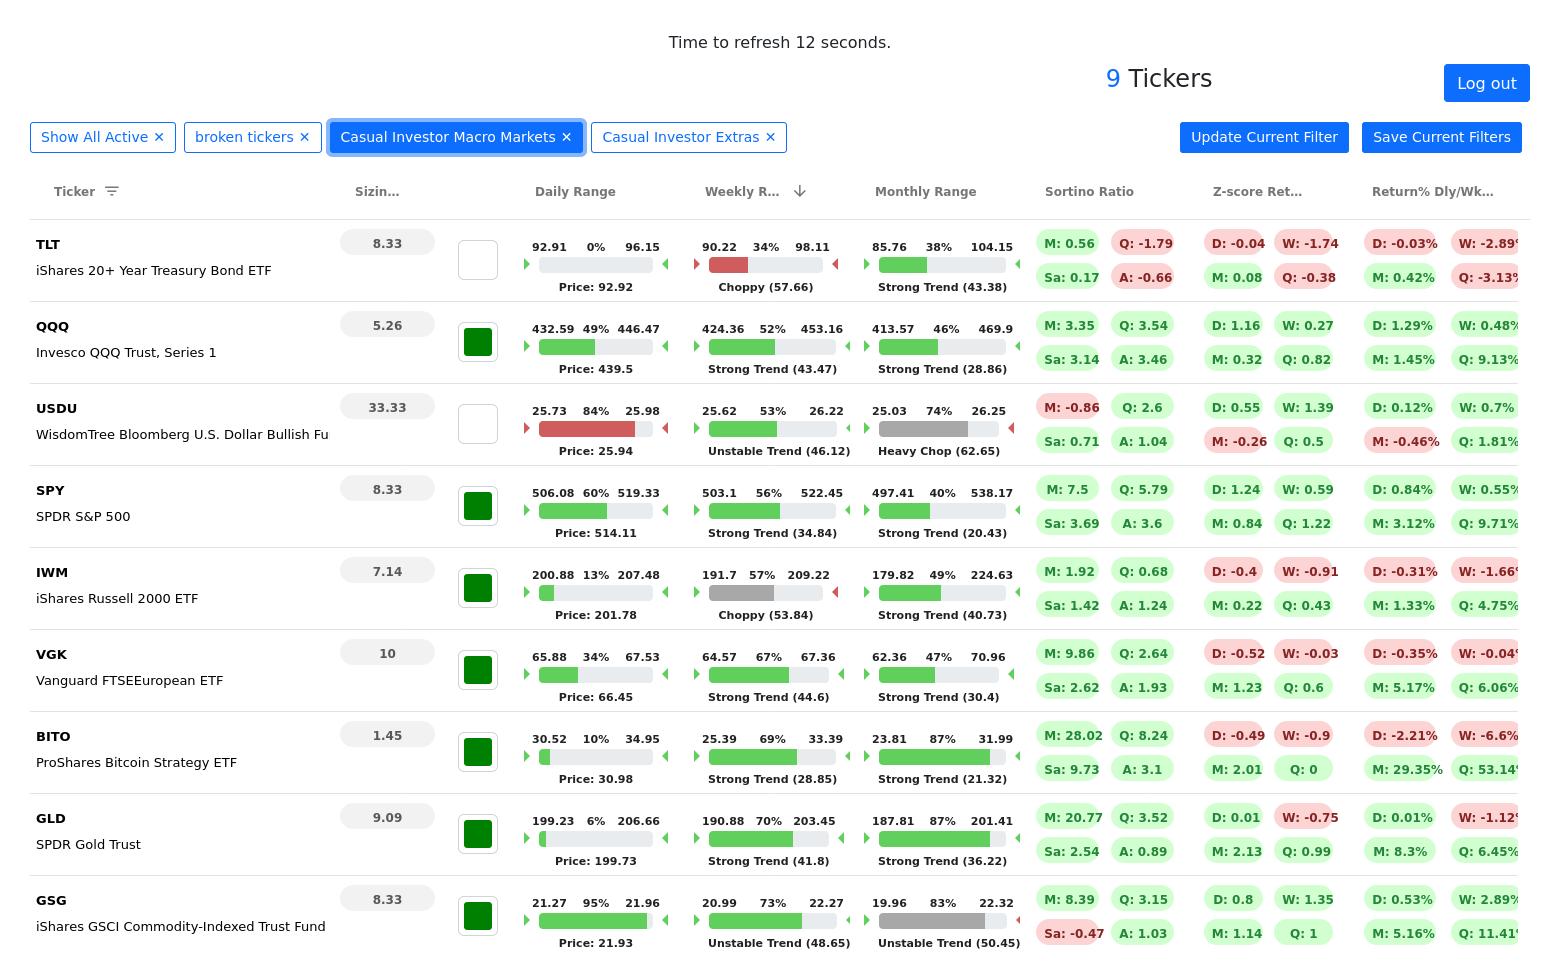 Time to refresh 12 seconds.
9 Tickers
Log out
Show All Active ✕ broken tickers ✕ Casual Investor Macro Markets ✕ Casual Investor Extras ✕ Update Current Filter Save Current Filters
Ticker Sizin... Daily Range Weekly R... Monthly Range Sortino Ratio Z-score Ret... Return% Dly/Wk...
TLT 8.33 92.91 0% 96.15 90.22 34% 98.11 85.76 38% 104.15 M: 0.56 Q: -1.79 D: -0.04 W: -1.74 D: -0.03% W: -2.89%
iShares 20+ Year Treasury Bond ETF Sa: 0.17 A: -0.66 M: 0.08 Q: -0.38 M: 0.42% Q: -3.13%
Price: 92.92 Choppy (57.66) Strong Trend (43.38)
QQQ 5.26 432.59 49% 446.47 424.36 52% 453.16 413.57 46% 469.9 M: 3.35 Q: 3.54 D: 1.16 W: 0.27 D: 1.29% W: 0.48%
Invesco QQQ Trust, Series 1 Sa: 3.14 A: 3.46 M: 0.32 Q: 0.82 M: 1.45% Q: 9.13%
Price: 439.5 Strong Trend (43.47) Strong Trend (28.86)
USDU 33.33 25.73 84% 25.98 25.62 53% 26.22 25.03 74% 26.25 M: -0.86 Q: 2.6 D: 0.55 W: 1.39 D: 0.12% W: 0.7%
WisdomTree Bloomberg U.S. Dollar Bullish Fu Sa: 0.71 A: 1.04 M: -0.26 Q: 0.5 M: -0.46% Q: 1.81%
Price: 25.94 Unstable Trend (46.12) Heavy Chop (62.65)
SPY 8.33 506.08 60% 519.33 503.1 56% 522.45 497.41 40% 538.17 M: 7.5 Q: 5.79 D: 1.24 W: 0.59 D: 0.84% W: 0.55%
SPDR S&P 500 Sa: 3.69 A: 3.6 M: 0.84 Q: 1.22 M: 3.12% Q: 9.71%
Price: 514.11 Strong Trend (34.84) Strong Trend (20.43)
IWM 7.14 200.88 13% 207.48 191.7 57% 209.22 179.82 49% 224.63 M: 1.92 Q: 0.68 D: -0.4 W: -0.91 D: -0.31% W: -1.66%
iShares Russell 2000 ETF Sa: 1.42 A: 1.24 M: 0.22 Q: 0.43 M: 1.33% Q: 4.75%
Price: 201.78 Choppy (53.84) Strong Trend (40.73)
VGK 10 65.88 34% 67.53 64.57 67% 67.36 62.36 47% 70.96 M: 9.86 Q: 2.64 D: -0.52 W: -0.03 D: -0.35% W: -0.04%
Vanguard FTSEEuropean ETF Sa: 2.62 A: 1.93 M: 1.23 Q: 0.6 M: 5.17% Q: 6.06%
Price: 66.45 Strong Trend (44.6) Strong Trend (30.4)
BITO 1.45 30.52 10% 34.95 25.39 69% 33.39 23.81 87% 31.99 M: 28.02 Q: 8.24 D: -0.49 W: -0.9 D: -2.21% W: -6.6%
ProShares Bitcoin Strategy ETF Sa: 9.73 A: 3.1 M: 2.01 Q: 0 M: 29.35% Q: 53.14%
Price: 30.98 Strong Trend (28.85) Strong Trend (21.32)
GLD 9.09 199.23 6% 206.66 190.88 70% 203.45 187.81 87% 201.41 M: 20.77 Q: 3.52 D: 0.01 W: -0.75 D: 0.01% W: -1.12%
SPDR Gold Trust Sa: 2.54 A: 0.89 M: 2.13 Q: 0.99 M: 8.3% Q: 6.45%
Price: 199.73 Strong Trend (41.8) Strong Trend (36.22)
GSG 8.33 21.27 95% 21.96 20.99 73% 22.27 19.96 83% 22.32 M: 8.39 Q: 3.15 D: 0.8 W: 1.35 D: 0.53% W: 2.89%
iShares GSCI Commodity-Indexed Trust Fund Sa: -0.47 A: 1.03 M: 1.14 Q: 1 M: 5.16% Q: 11.41%
Price: 21.93 Unstable Trend (48.65) Unstable Trend (50.45)